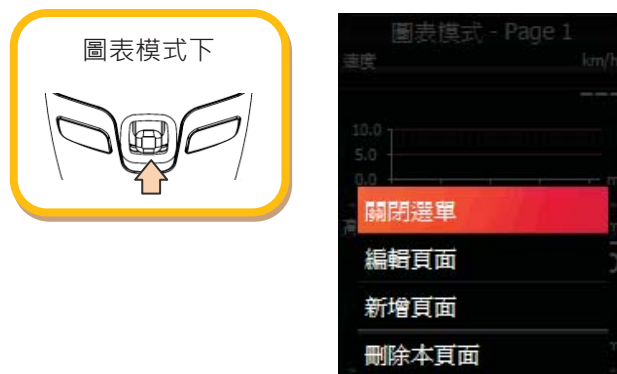 圖表模式下
圖表模式 - Page 1
速度 km/h
---
10.0
5.0
0.0
關閉選單
編輯頁面
新增頁面
刪除本頁面